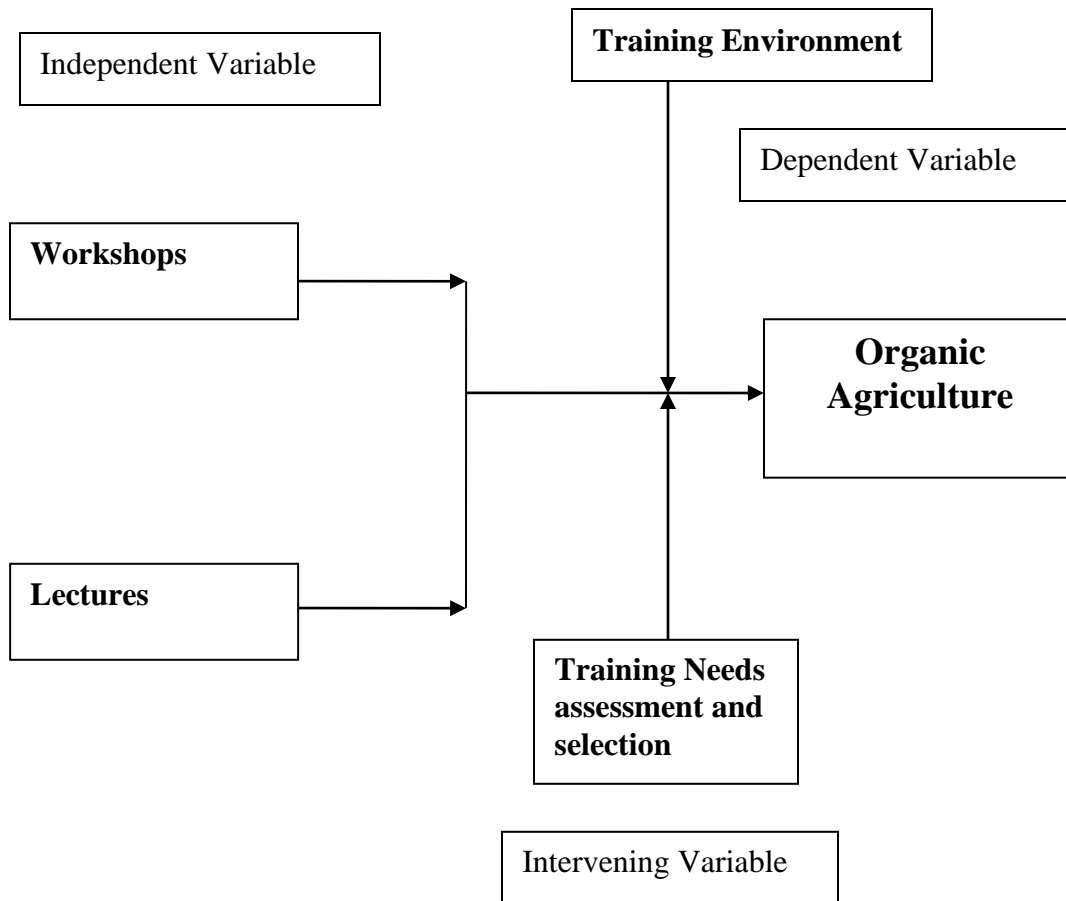 Independent Variable
Training Environment
Dependent Variable
Workshops
Organic
Agriculture
Lectures
Training Needs
assessment and
selection
Intervening Variable